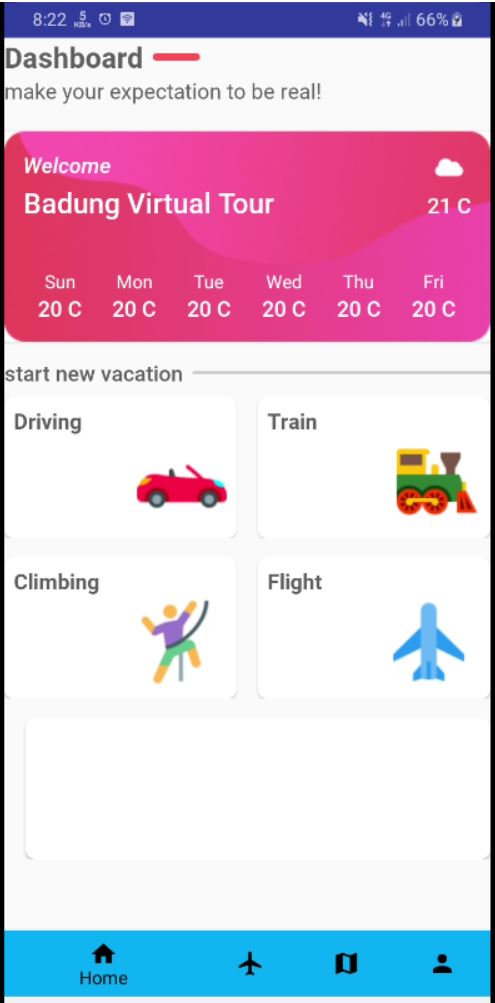 8:22 5 KB/s 4G 66%
Dashboard
make your expectation to be real!
Welcome
Badung Virtual Tour
21 C
Sun Mon Tue Wed Thu Fri
20 C 20 C 20 C 20 C 20 C 20 C
start new vacation
Driving Train
Climbing Flight
Home